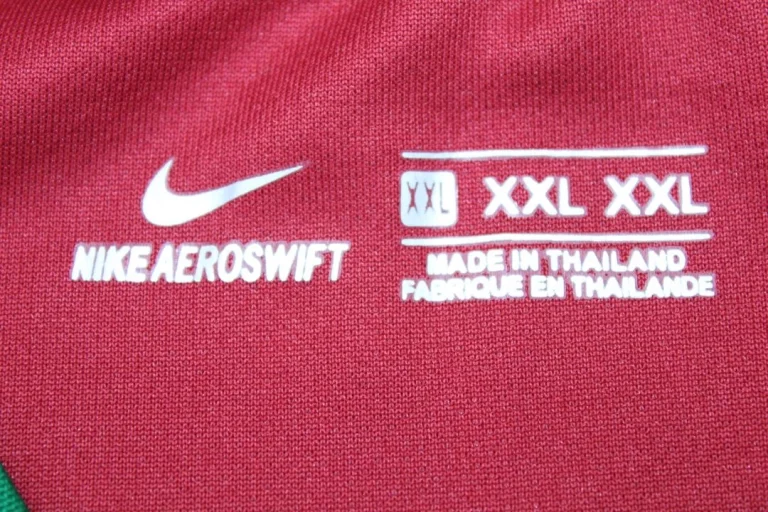 NIKE AEROSWIFT
XXL XXL XXL
MADE IN THAILAND
FABRIQUE EN THAILANDE